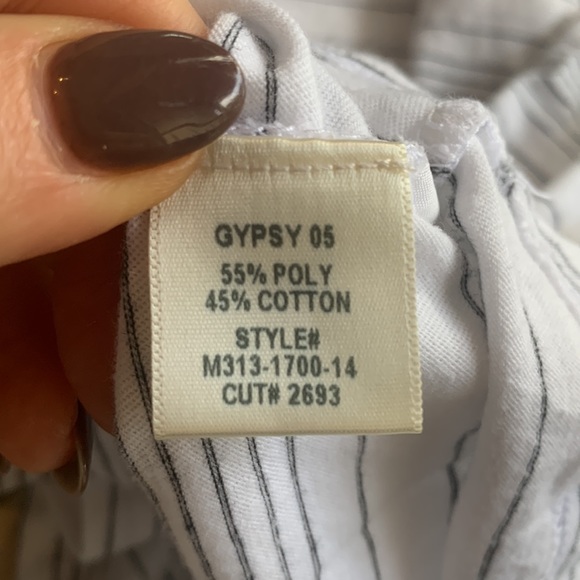 GYPSY 05
55% POLY
45% COTTON
STYLE#
M313-1700-14
CUT# 2693